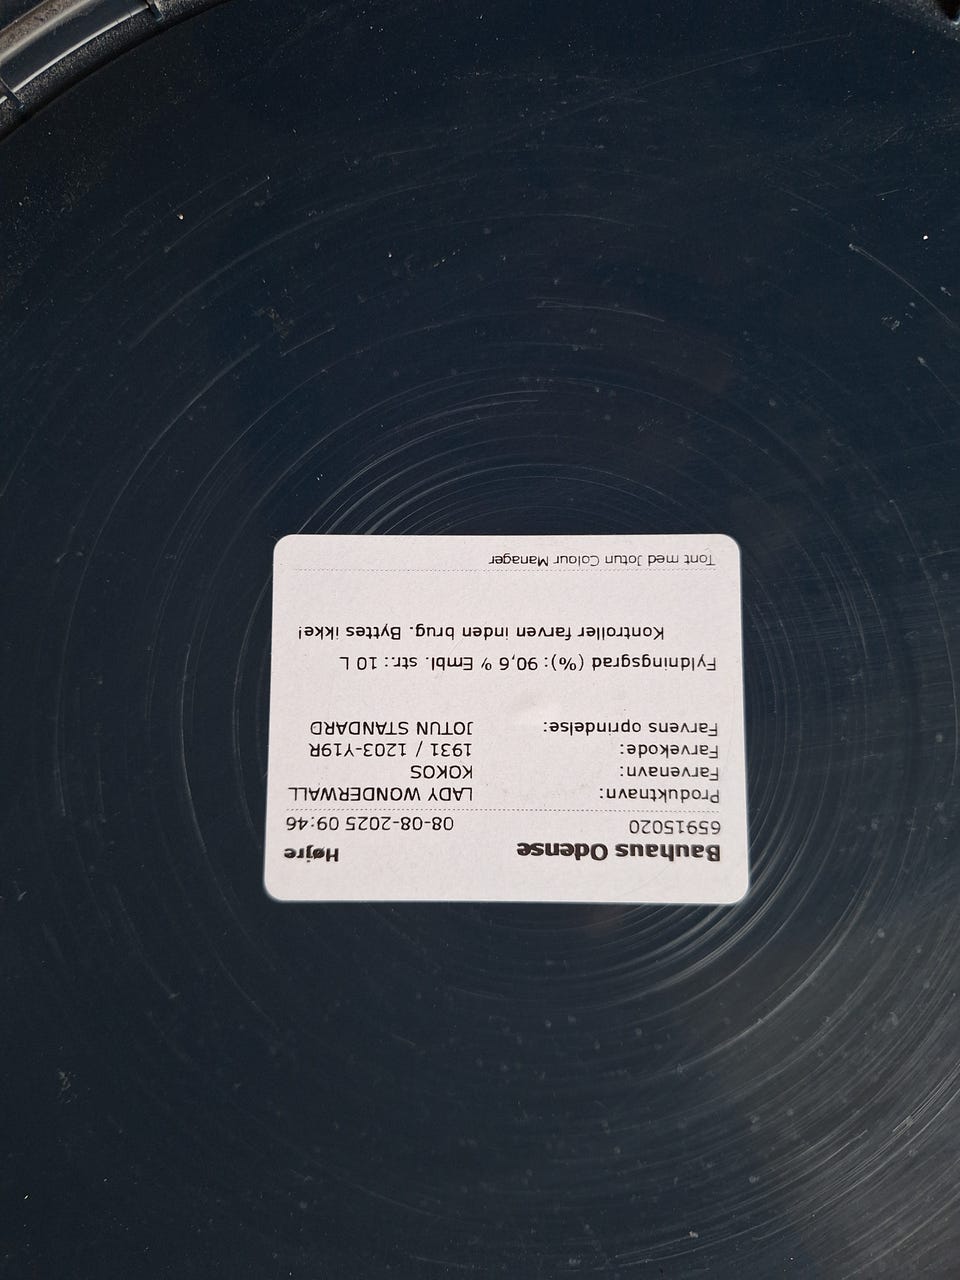 Bauhaus Odense Højre
65915020 08-08-2025 09:46
Produktnavn: LADY WONDERWALL
Farvenavn: KOKOS
Farvekode: 1931 / 1203-Y19R
Farvens oprindelse: JOTUN STANDARD
Fyldningsgrad (%): 90,6 % Embl. str.: 10 L
Kontroller farven inden brug. Byttes ikke!
Tont med Jotun Colour Manager